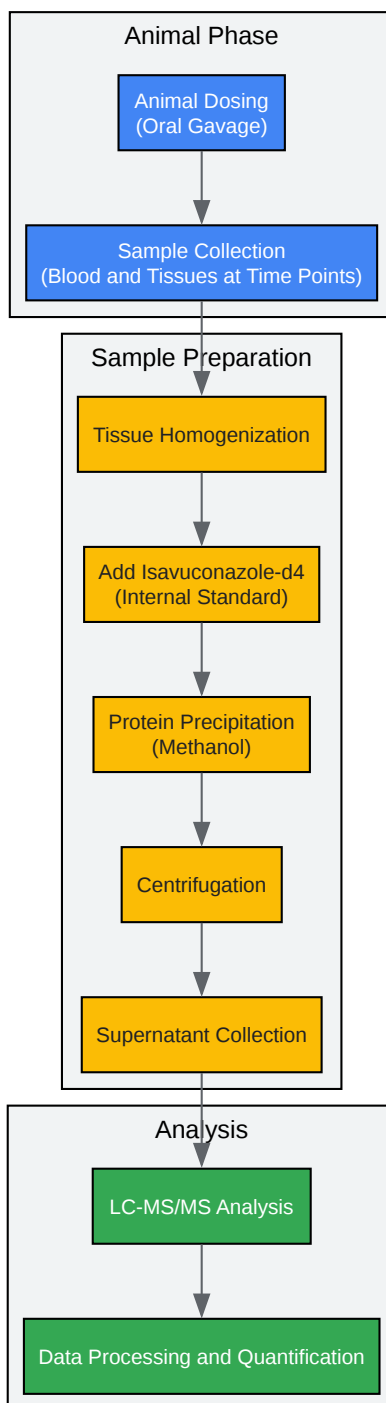 Animal Phase
Animal Dosing
(Oral Gavage)
Sample Collection
(Blood and Tissues at Time Points)
Sample Preparation
Tissue Homogenization
Add Isavuconazole-d4
(Internal Standard)
Protein Precipitation
(Methanol)
Centrifugation
Supernatant Collection
Analysis
LC-MS/MS Analysis
Data Processing and Quantification